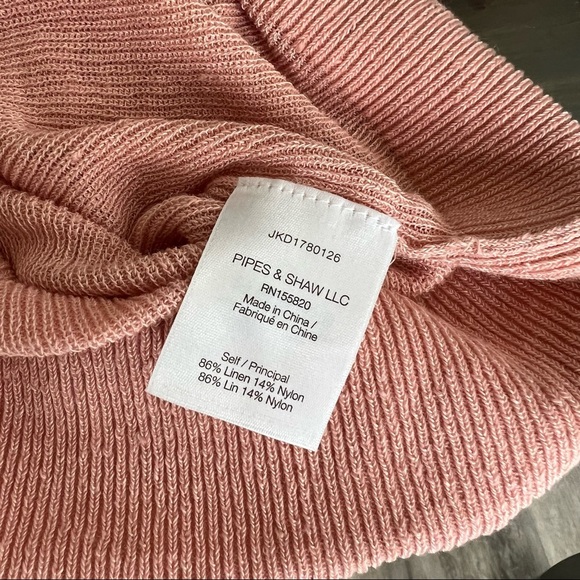 JKD1780126
PIPES & SHAW LLC
RN155820
Made in China /
Fabriqué en Chine
Self / Principal
86% Linen 14% Nylon
86% Lin 14% Nylon